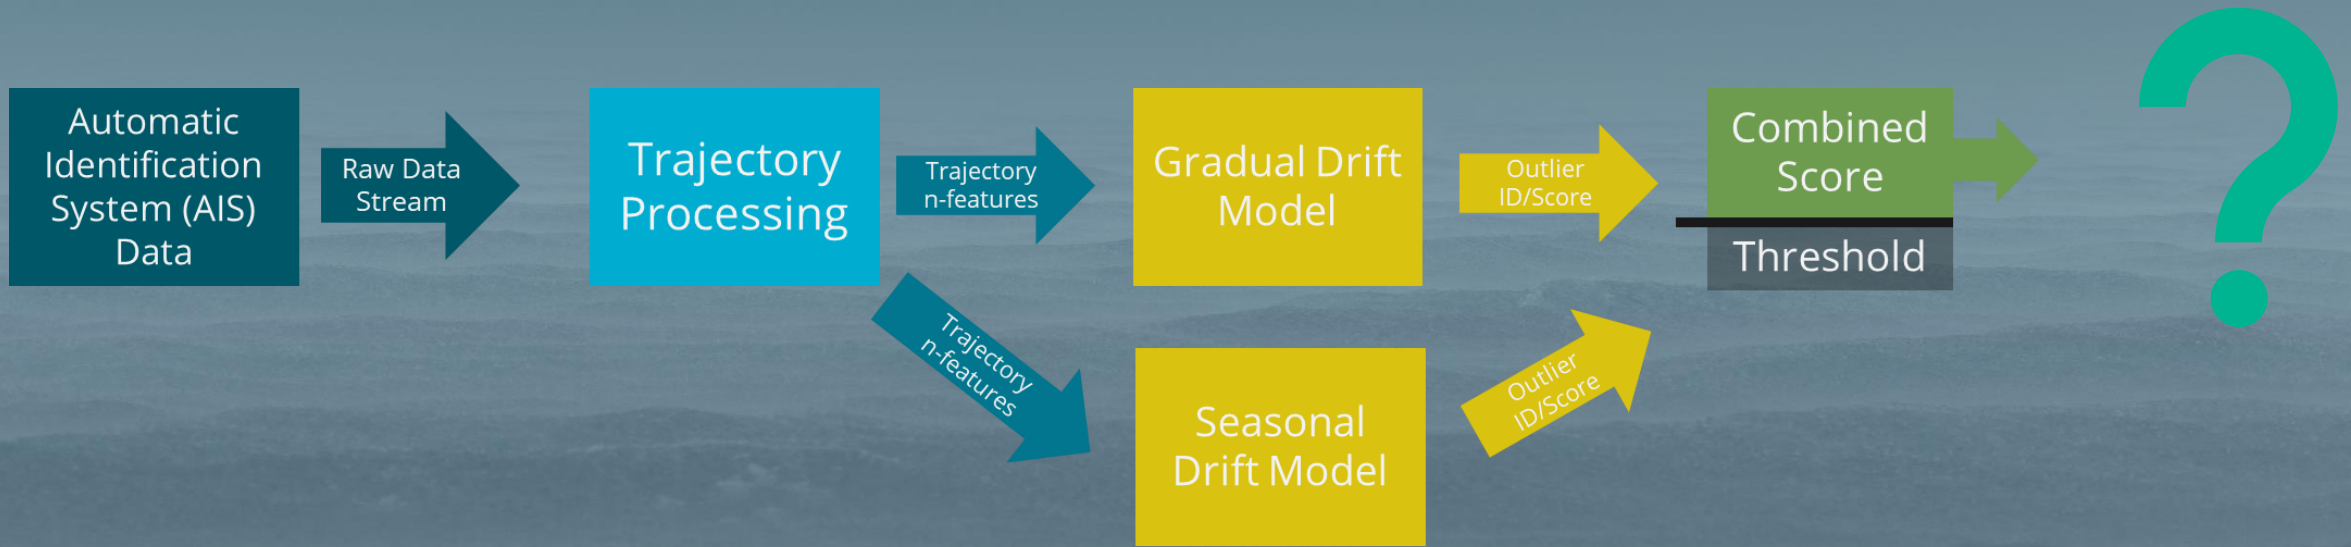 Automatic
Identification
System (AIS)
Data
Raw Data
Stream
Trajectory
Processing
Trajectory
n-features
Gradual Drift
Model
Outlier
ID/Score
Combined
Score
Threshold
?
Trajectory
n-features
Seasonal
Drift Model
Outlier
ID/Score